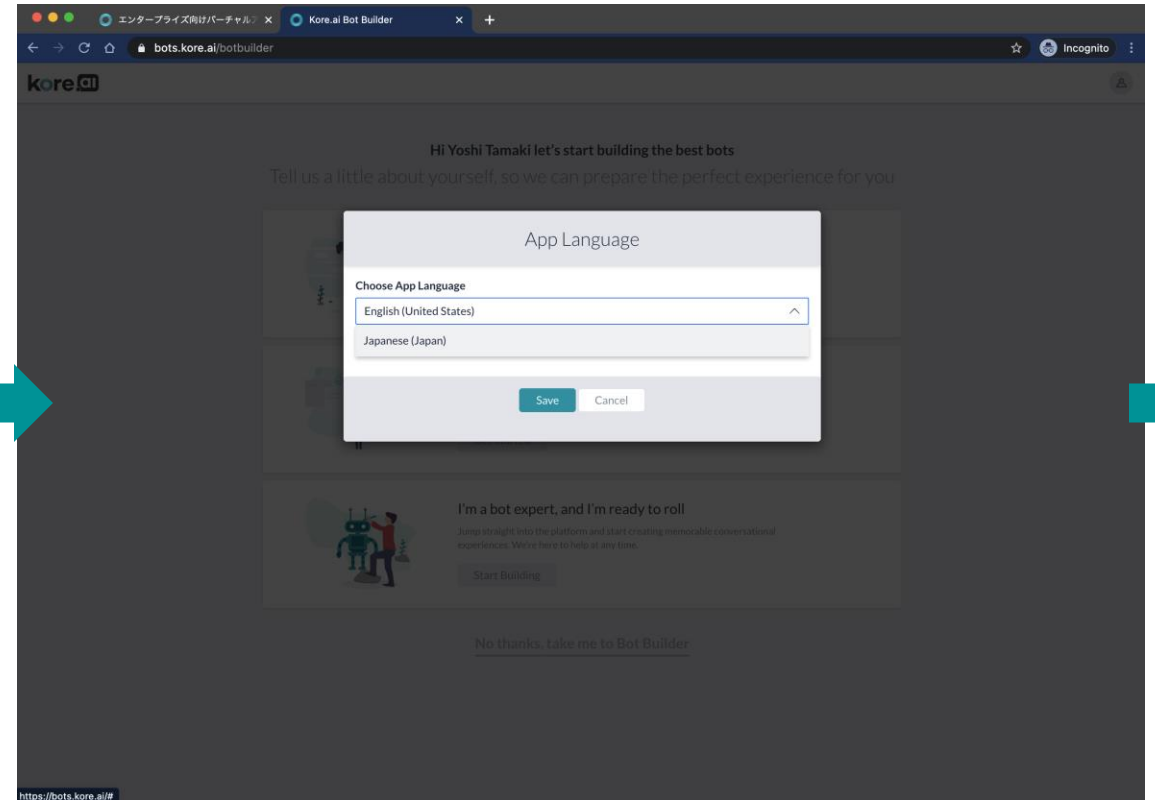 エンタープライズ向けバーチャルア
Kore.ai Bot Builder
bots.kore.ai/botbuilder
Incognito
kore.ai
Hi Yoshi Tamaki let's start building the best bots
Tell us a little about yourself, so we can prepare the perfect experience for you
App Language
Choose App Language
English (United States)
Japanese (Japan)
Save
Cancel
I'm a bot expert, and I'm ready to roll
Jump straight into the platform and start creating memorable conversational
experiences. We're here to help at any time.
Start Building
No thanks, take me to Bot Builder
https://bots.kore.ai/#